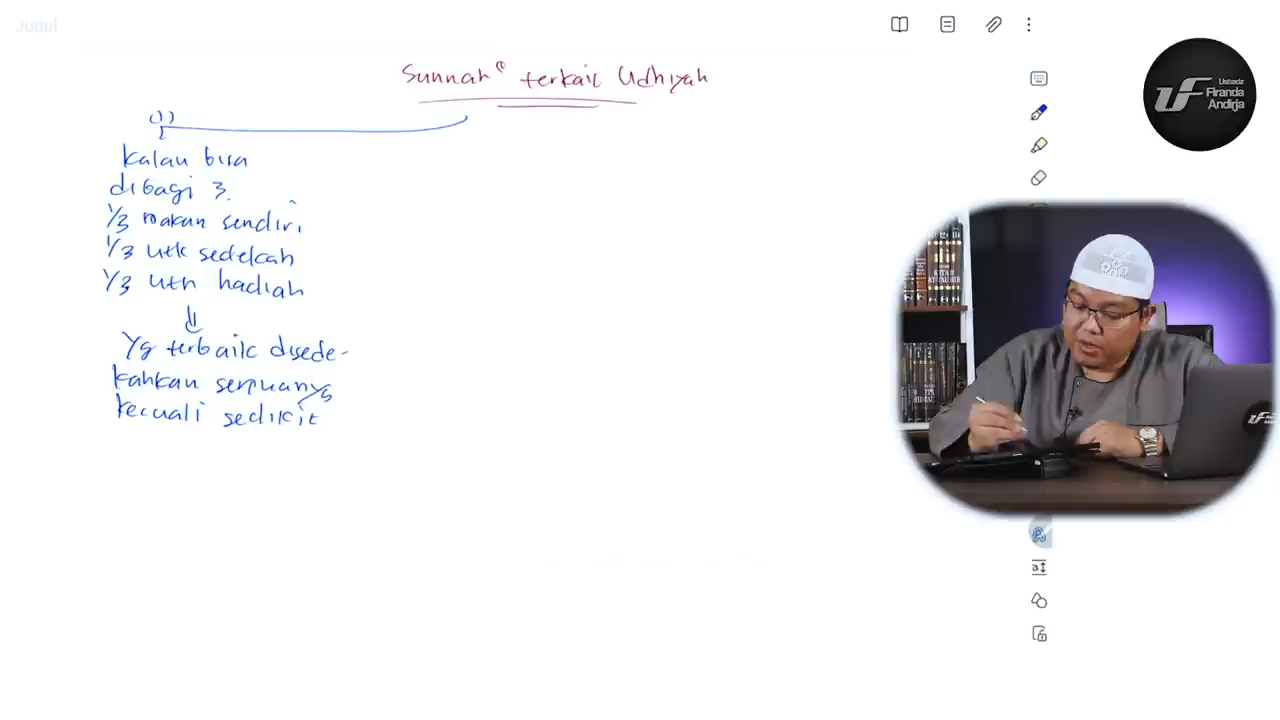 Judul
Sunnah² terkait Udhiyah
(1)
kalau bisa
dibagi 3.
1/3 makan sendiri
1/3 utk sedekah
1/3 utk hadiah
yg terbaik disede-
kahkan semuanya
kecuali sedikit
Ustadz
Firanda
Andirja